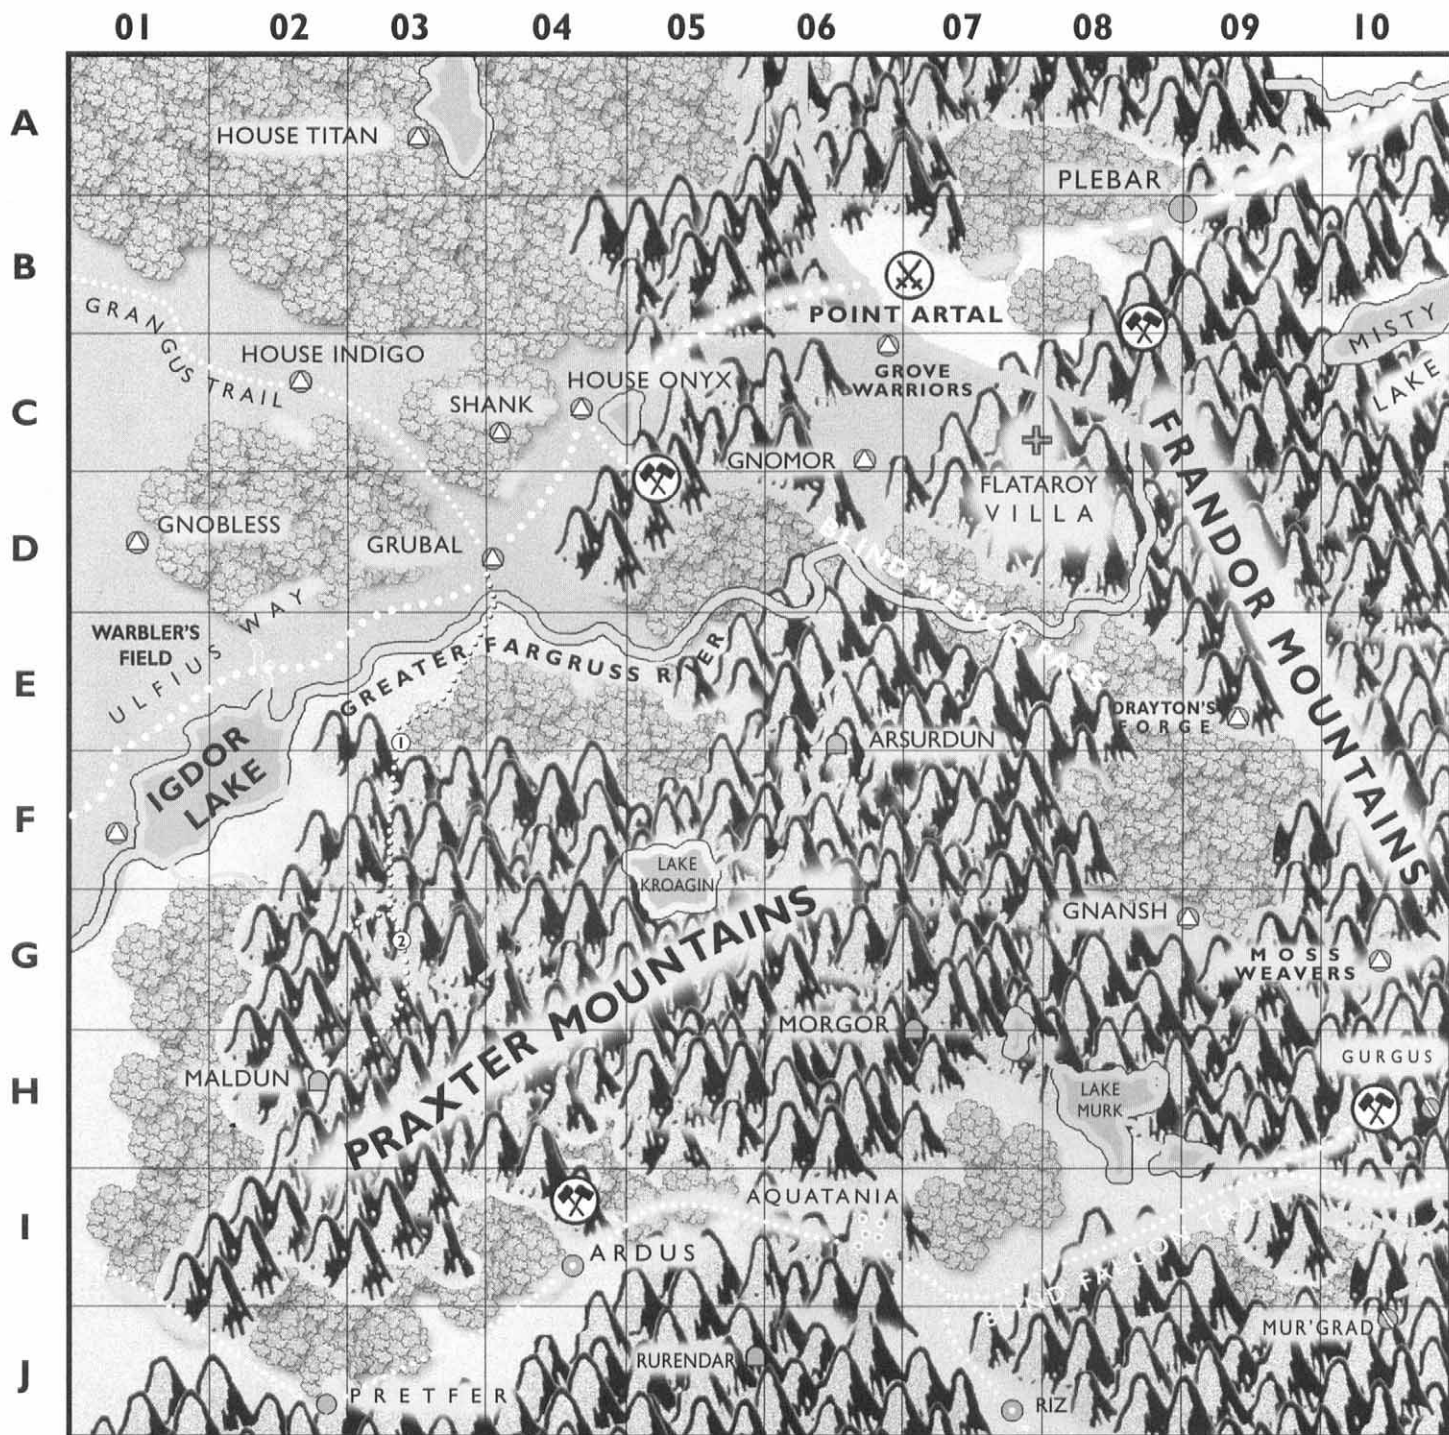 01 02 03 04 05 06 07 08 09 10
A
HOUSE TITAN
PLEBAR
B
GRANGUS TRAIL
POINT ARTAL
MISTY
LAKE
HOUSE INDIGO
HOUSE ONYX
GROVE
WARRIORS
C
SHANK
GNOMOR
FRANDOR MOUNTAINS
FLATAROY
VILLA
D
GNOBLESS
GRUBAL
BLIND WENCH PASS
WARBLER'S
FIELD
ULFIUS WAY
E
GREATER FARGRUSS RIVER
DRAYTON'S
FORGE
1
ARSURDUN
IGDOR
LAKE
F
LAKE
KROAGIN
GNANSH
G
2
MOSS
WEAVERS
PRAXTER MOUNTAINS
MORGOR
GURGUS
H
MALDUN
LAKE
MURK
AQUATANIA
I
ARDUS
BLIND FALCON TRAIL
MUR'GRAD
J
RURENDAR
PRETFER
RIZ